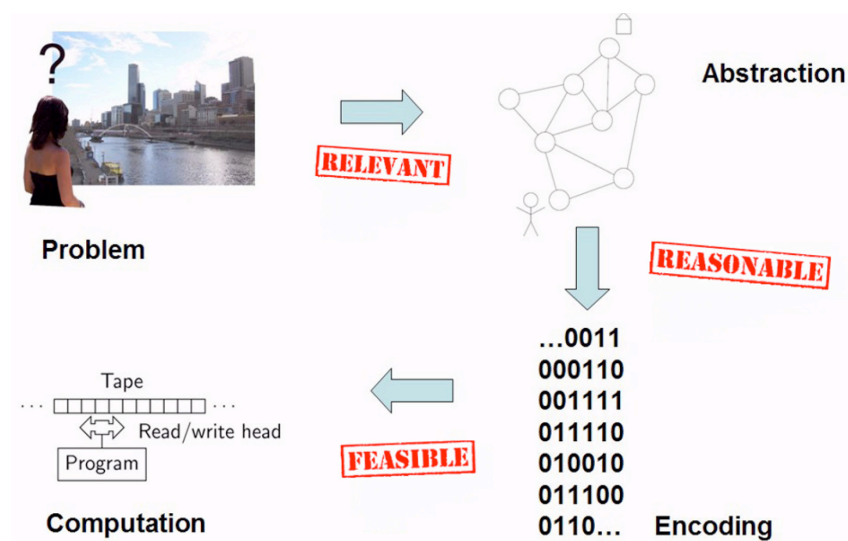 ?
Abstraction
RELEVANT
Problem
REASONABLE
...0011
000110
001111
011110
010010
011100
0110...
Encoding
FEASIBLE
Tape
... ...
Read/write head
Program
Computation